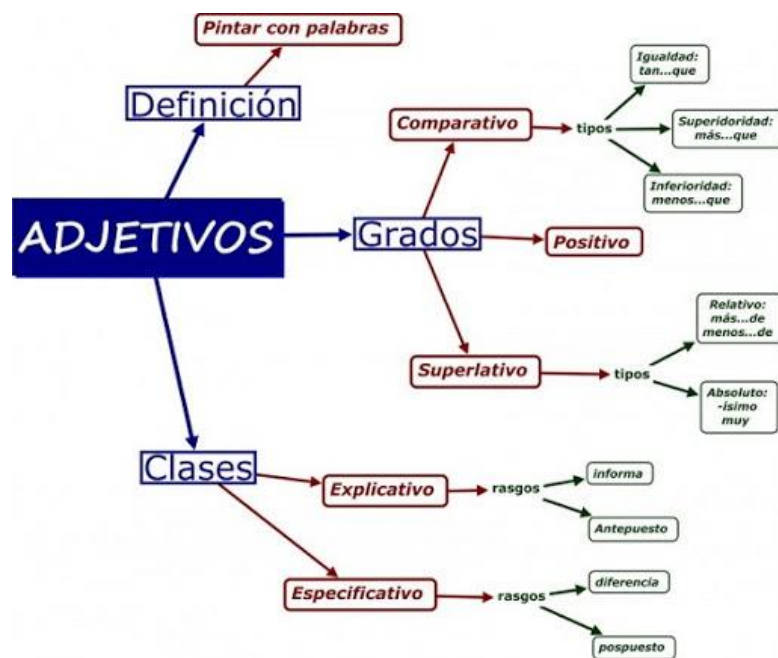 Pintar con palabras
Definición
ADJETIVOS
Grados
Comparativo
tipos
Igualdad:
tan...que
Superidoridad:
más...que
Inferioridad:
menos...que
Positivo
Superlativo
tipos
Relativo:
más...de
menos...de
Absoluto:
-ísimo
muy
Clases
Explicativo
rasgos
informa
Antepuesto
Especificativo
rasgos
diferencia
pospuesto